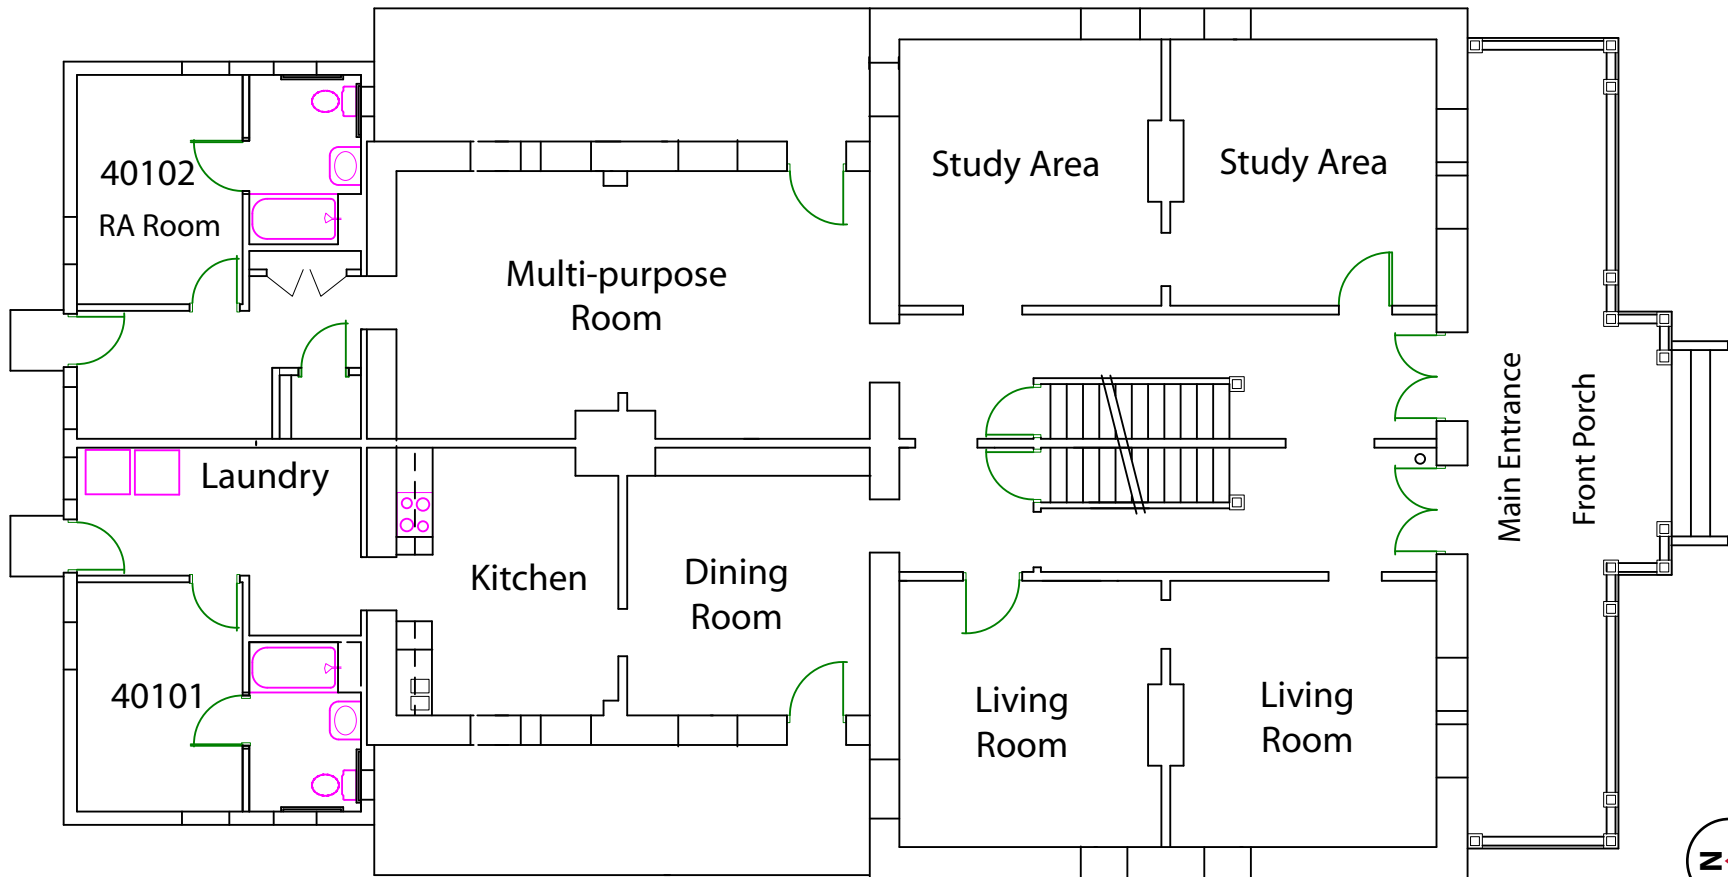 40102
RA Room
Multi-purpose
Room
Study Area
Study Area
Laundry
Kitchen
Dining
Room
40101
Living
Room
Living
Room
Main Entrance
Front Porch
N